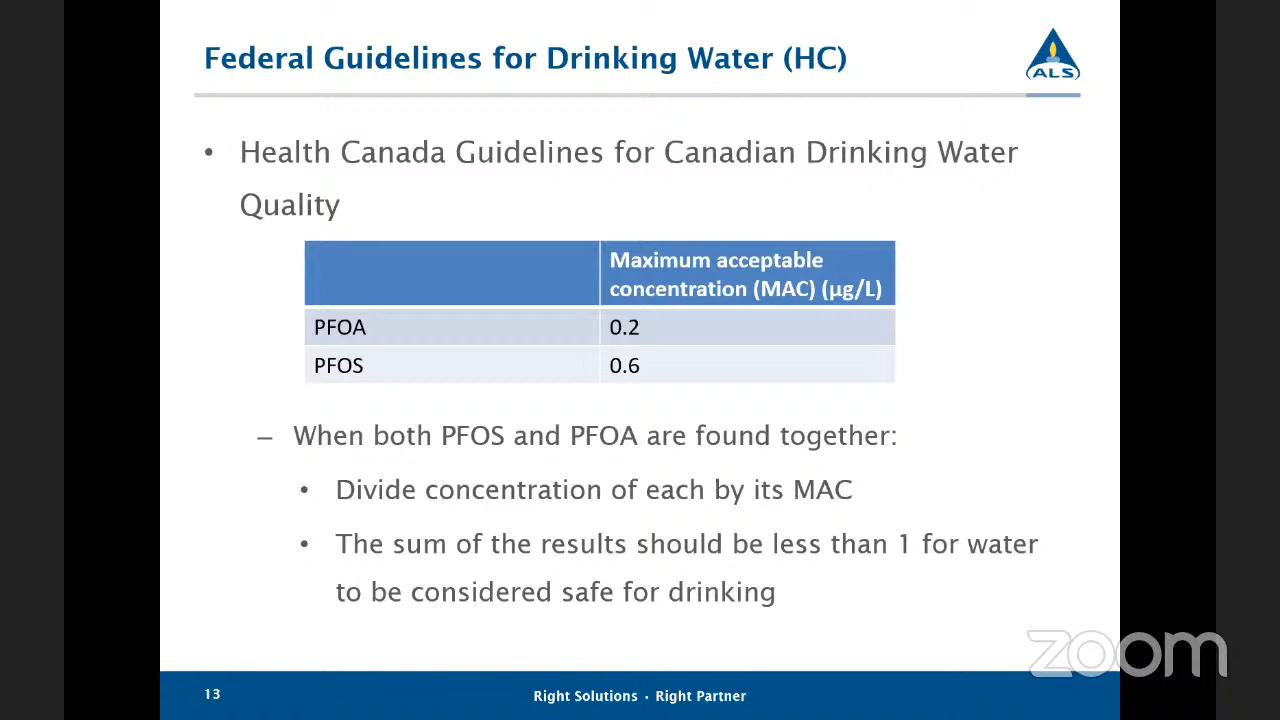 Federal Guidelines for Drinking Water (HC)
ALS
• Health Canada Guidelines for Canadian Drinking Water
Quality
Maximum acceptable
concentration (MAC) (µg/L)
PFOA 0.2
PFOS 0.6
– When both PFOS and PFOA are found together:
• Divide concentration of each by its MAC
• The sum of the results should be less than 1 for water
to be considered safe for drinking
zoom
13
Right Solutions · Right Partner